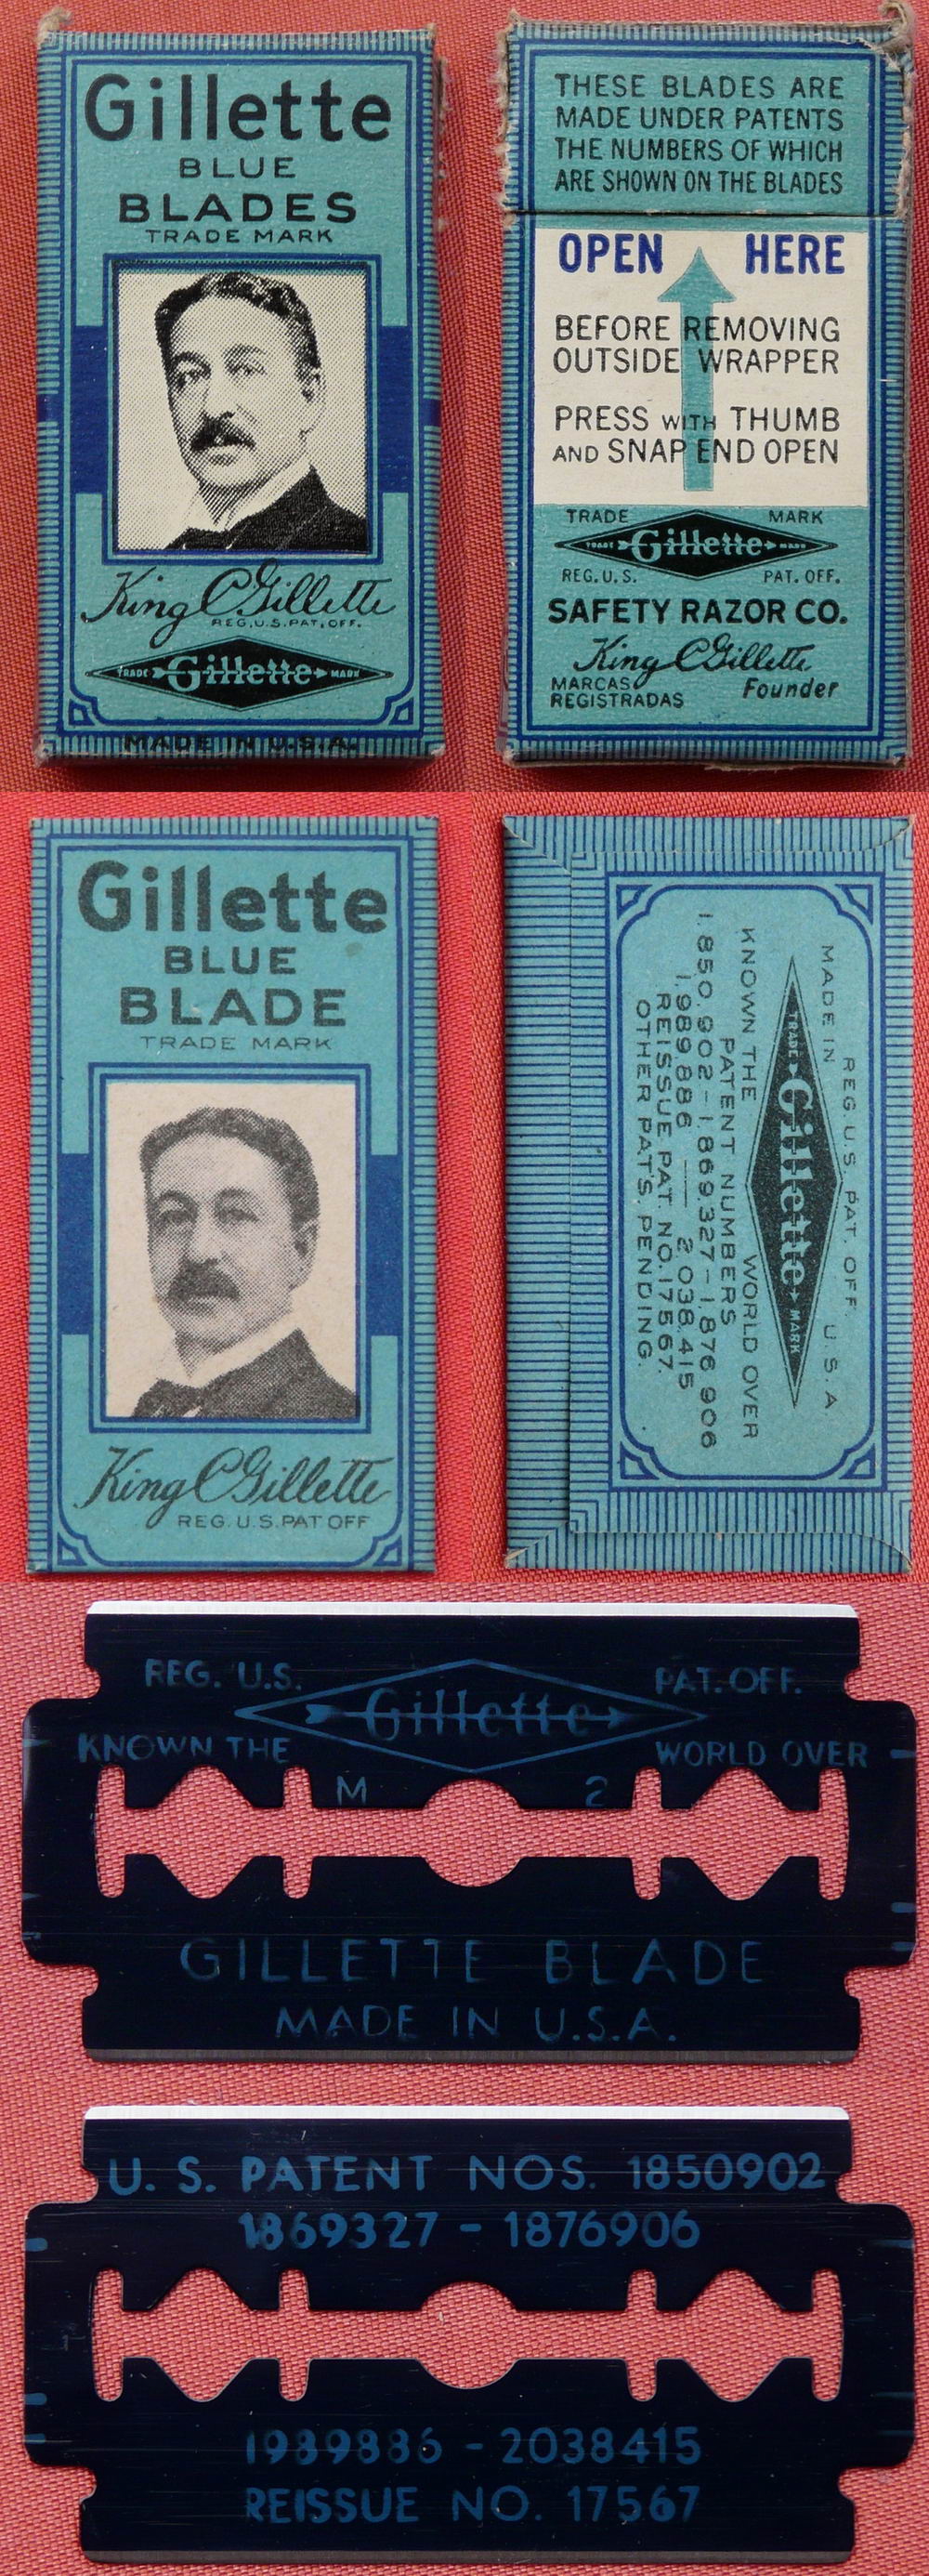 Gillette
BLUE
BLADES
TRADE MARK
King C Gillette
REG. U.S. PAT. OFF.
TRADE Gillette MARK
MADE IN U.S.A.
THESE BLADES ARE
MADE UNDER PATENTS
THE NUMBERS OF WHICH
ARE SHOWN ON THE BLADES
OPEN HERE
BEFORE REMOVING
OUTSIDE WRAPPER
PRESS WITH THUMB
AND SNAP END OPEN
TRADE MARK
TRADE Gillette MARK
REG. U.S. PAT. OFF.
SAFETY RAZOR CO.
King C Gillette
MARCAS Founder
REGISTRADAS
Gillette
BLUE
BLADE
TRADE MARK
King C Gillette
REG. U.S. PAT OFF
REG. U.S. PAT. OFF.
MADE IN U.S.A
TRADE Gillette MARK
KNOWN THE WORLD OVER
PATENT NUMBERS
1.850.902-1.869.327-1.876.906
1.989.886 — 2.038.415
REISSUE PAT. NO. 17567.
OTHER PATS. PENDING.
REG. U.S. PAT. OFF.
Gillette
KNOWN THE WORLD OVER
M 2
GILLETTE BLADE
MADE IN U.S.A.
U. S. PATENT NOS. 1850902
1869327 - 1876906
1
1989886 - 2038415
REISSUE NO. 17567